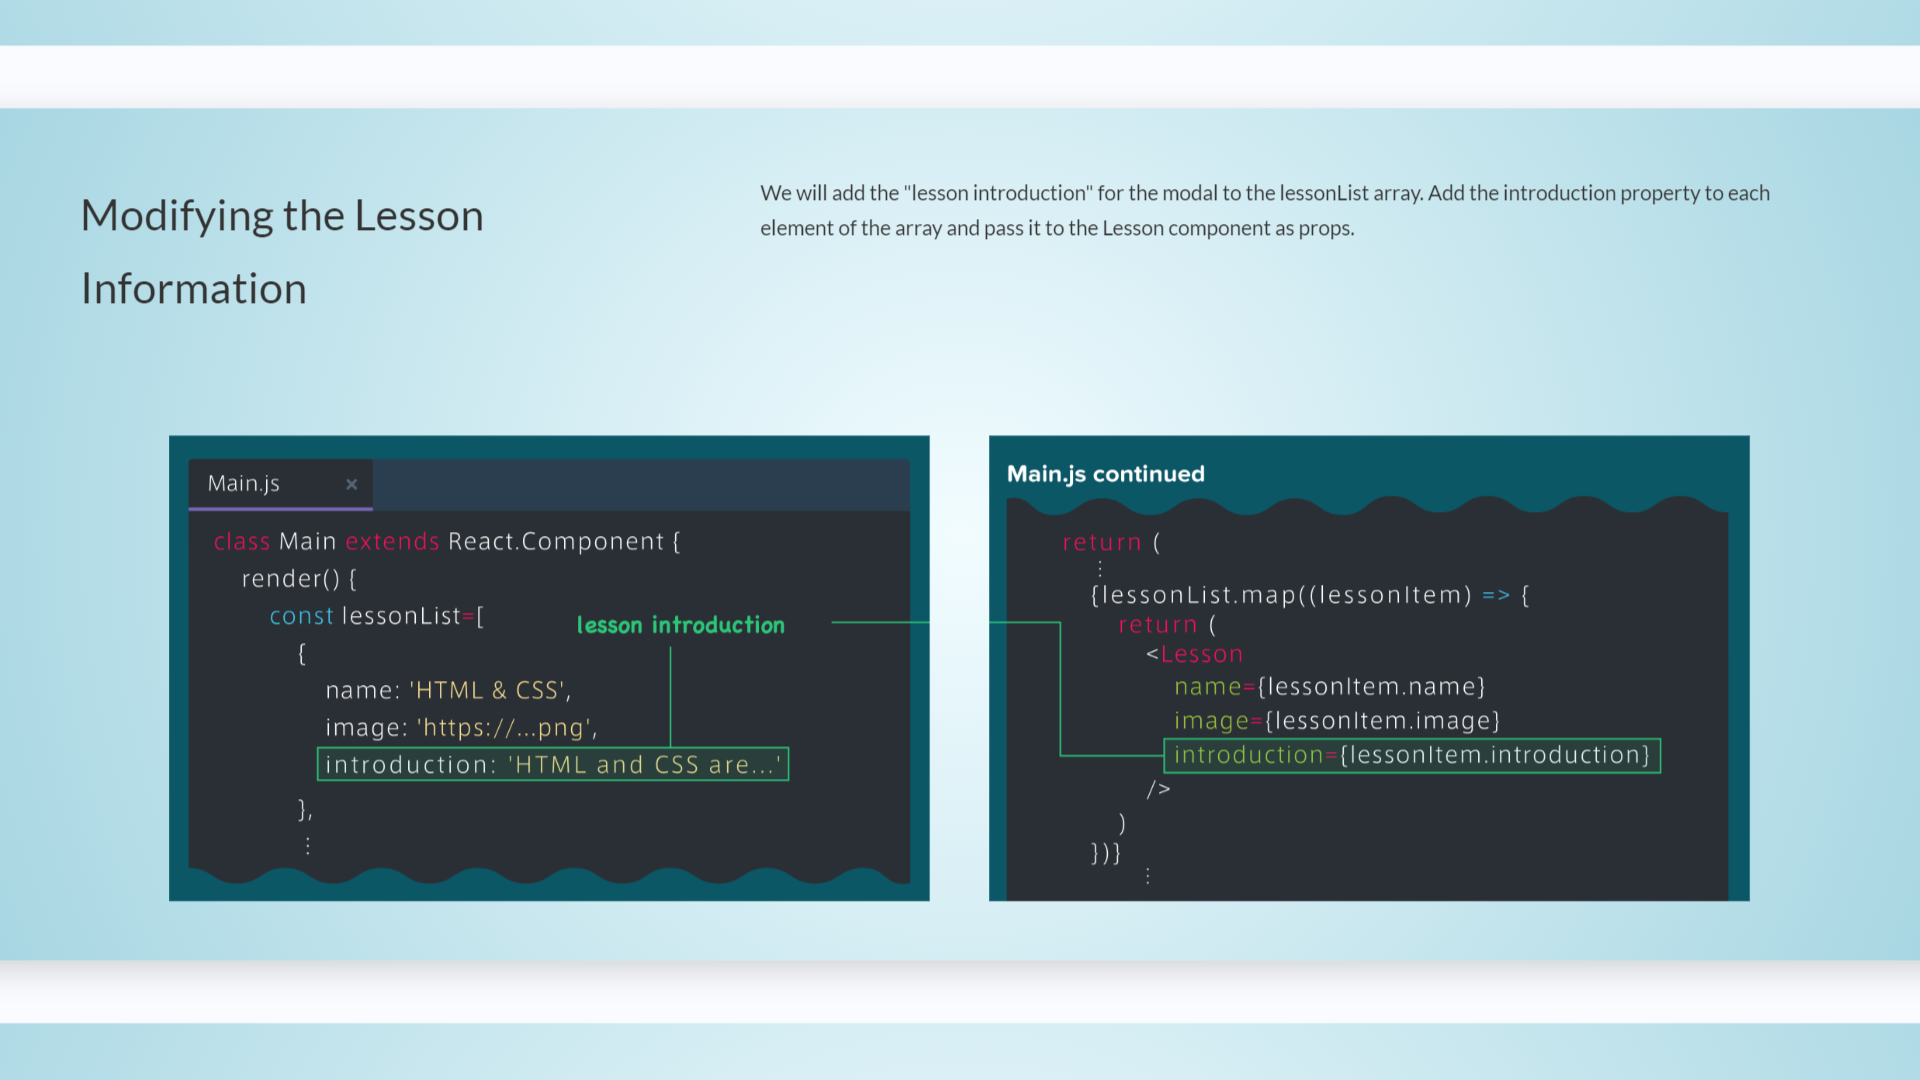 Modifying the Lesson
Information
We will add the "lesson introduction" for the modal to the lessonList array. Add the introduction property to each
element of the array and pass it to the Lesson component as props.
Main.js ×
class Main extends React.Component {
render() {
const lessonList=[
lesson introduction
{
name: 'HTML & CSS',
image: 'https://...png',
introduction: 'HTML and CSS are...'
},
⋮
Main.js continued
return (
⋮
{lessonList.map((lessonItem) => {
return (
<Lesson
name={lessonItem.name}
image={lessonItem.image}
introduction={lessonItem.introduction}
/>
)
})}
⋮